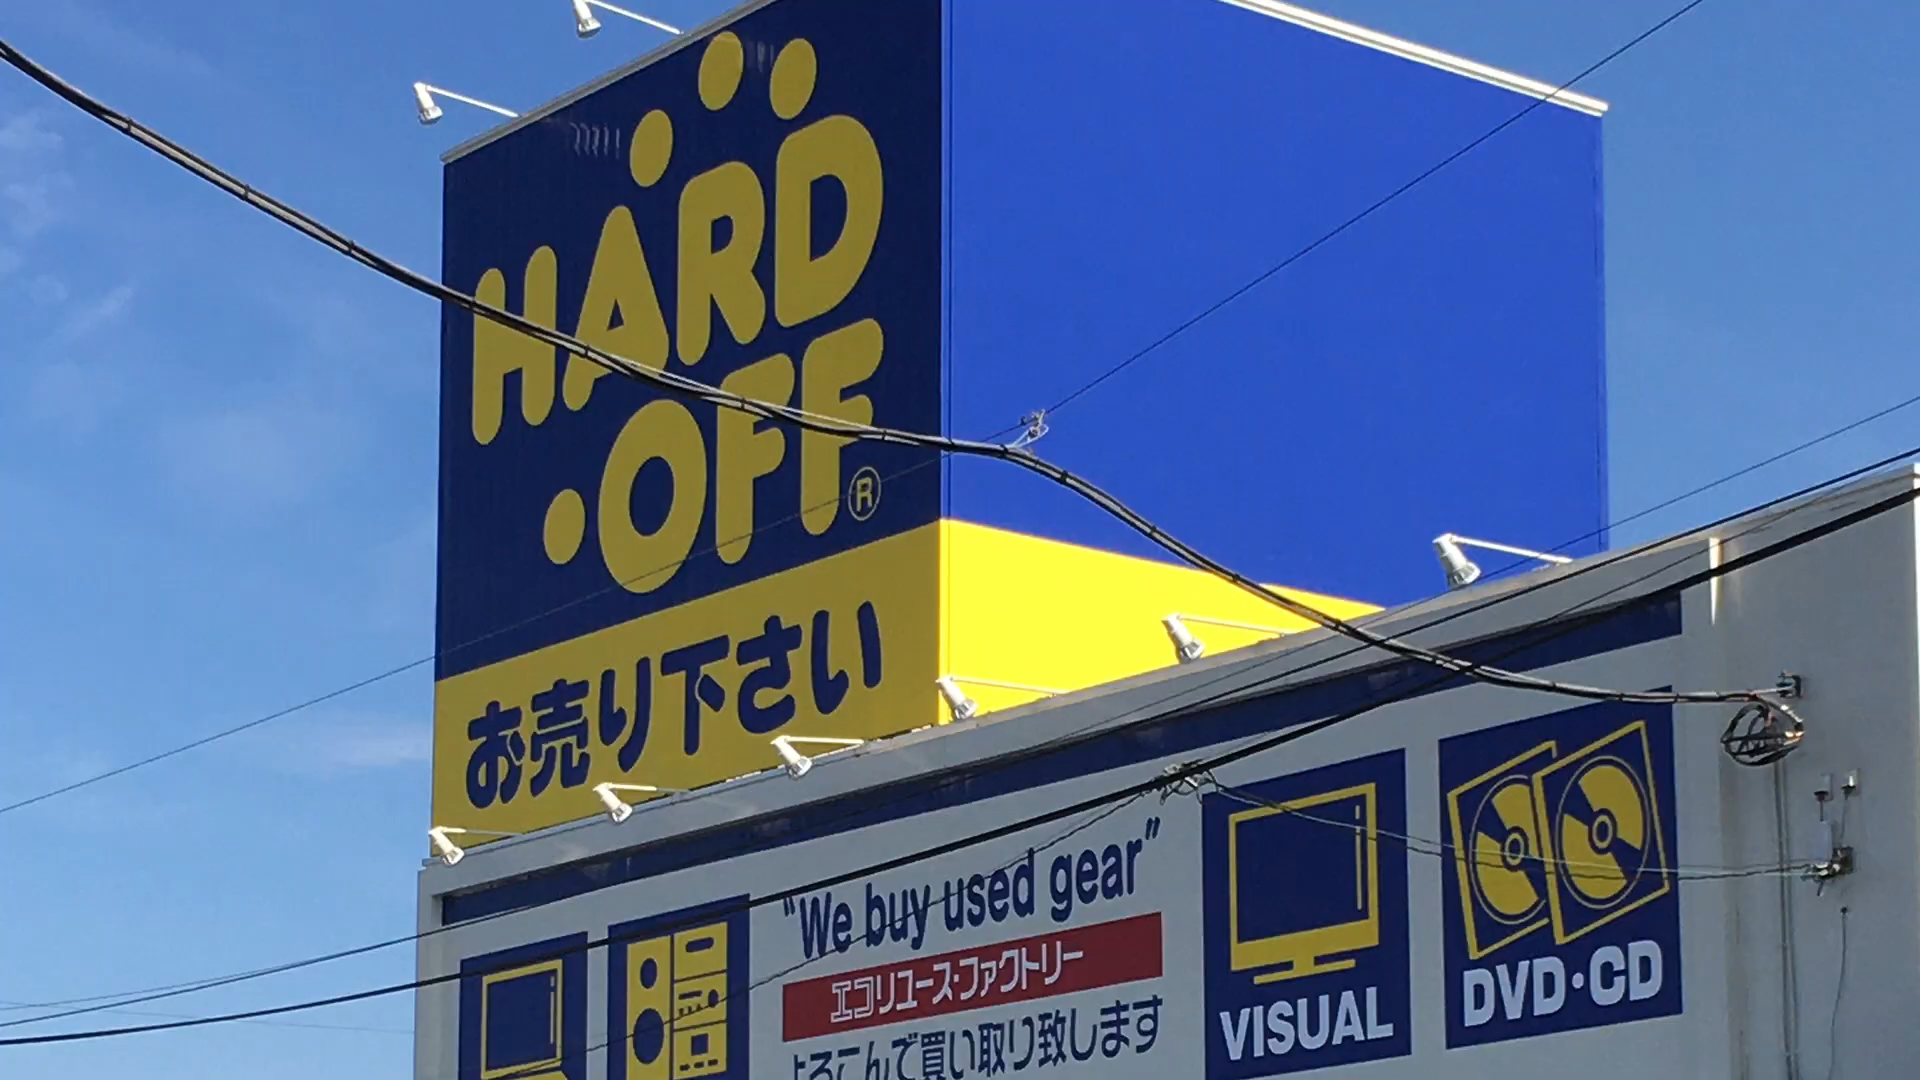 HARD
・OFF®
お売り下さい
"We buy used gear"
エコリユース・ファクトリー
よろこんで買い取り致します
VISUAL
DVD・CD